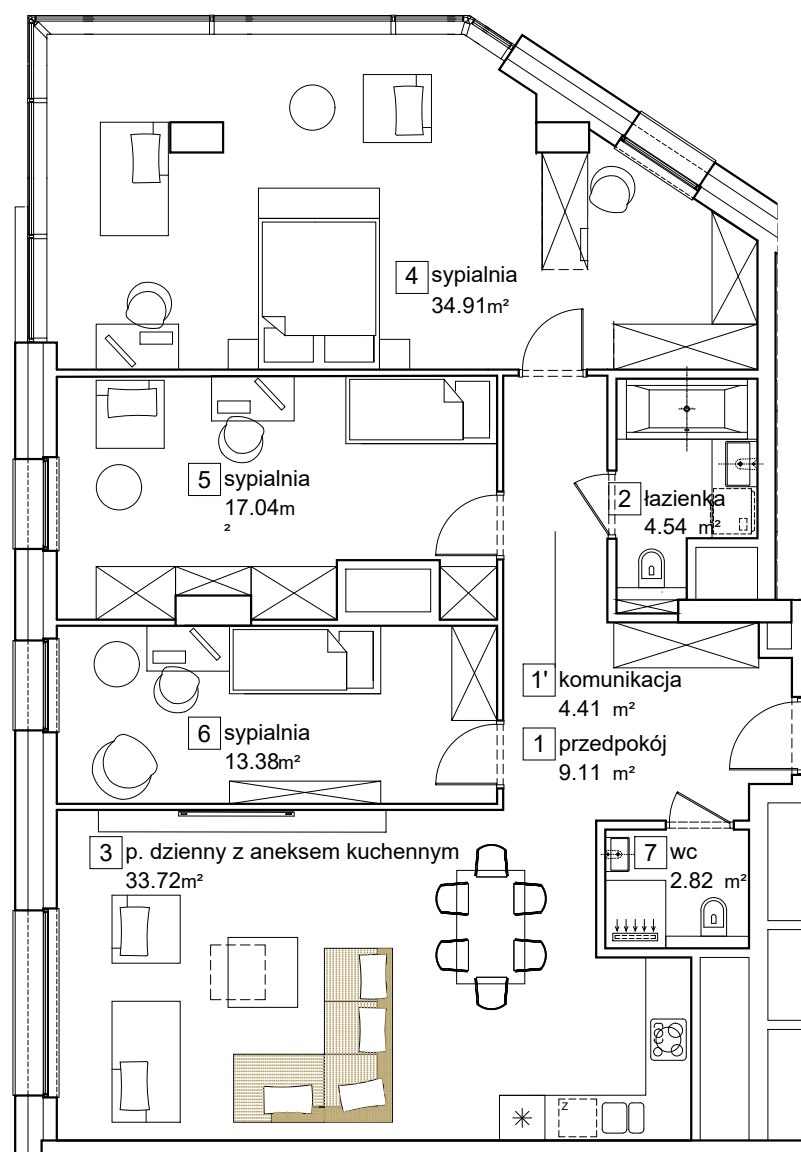 4 sypialnia
34.91m²
5 sypialnia
17.04m
²
2 łazienka
4.54 m²
1' komunikacja
4.41 m²
6 sypialnia
13.38m²
1 przedpokój
9.11 m²
3 p. dzienny z aneksem kuchennym
33.72m²
7 wc
2.82 m²
z